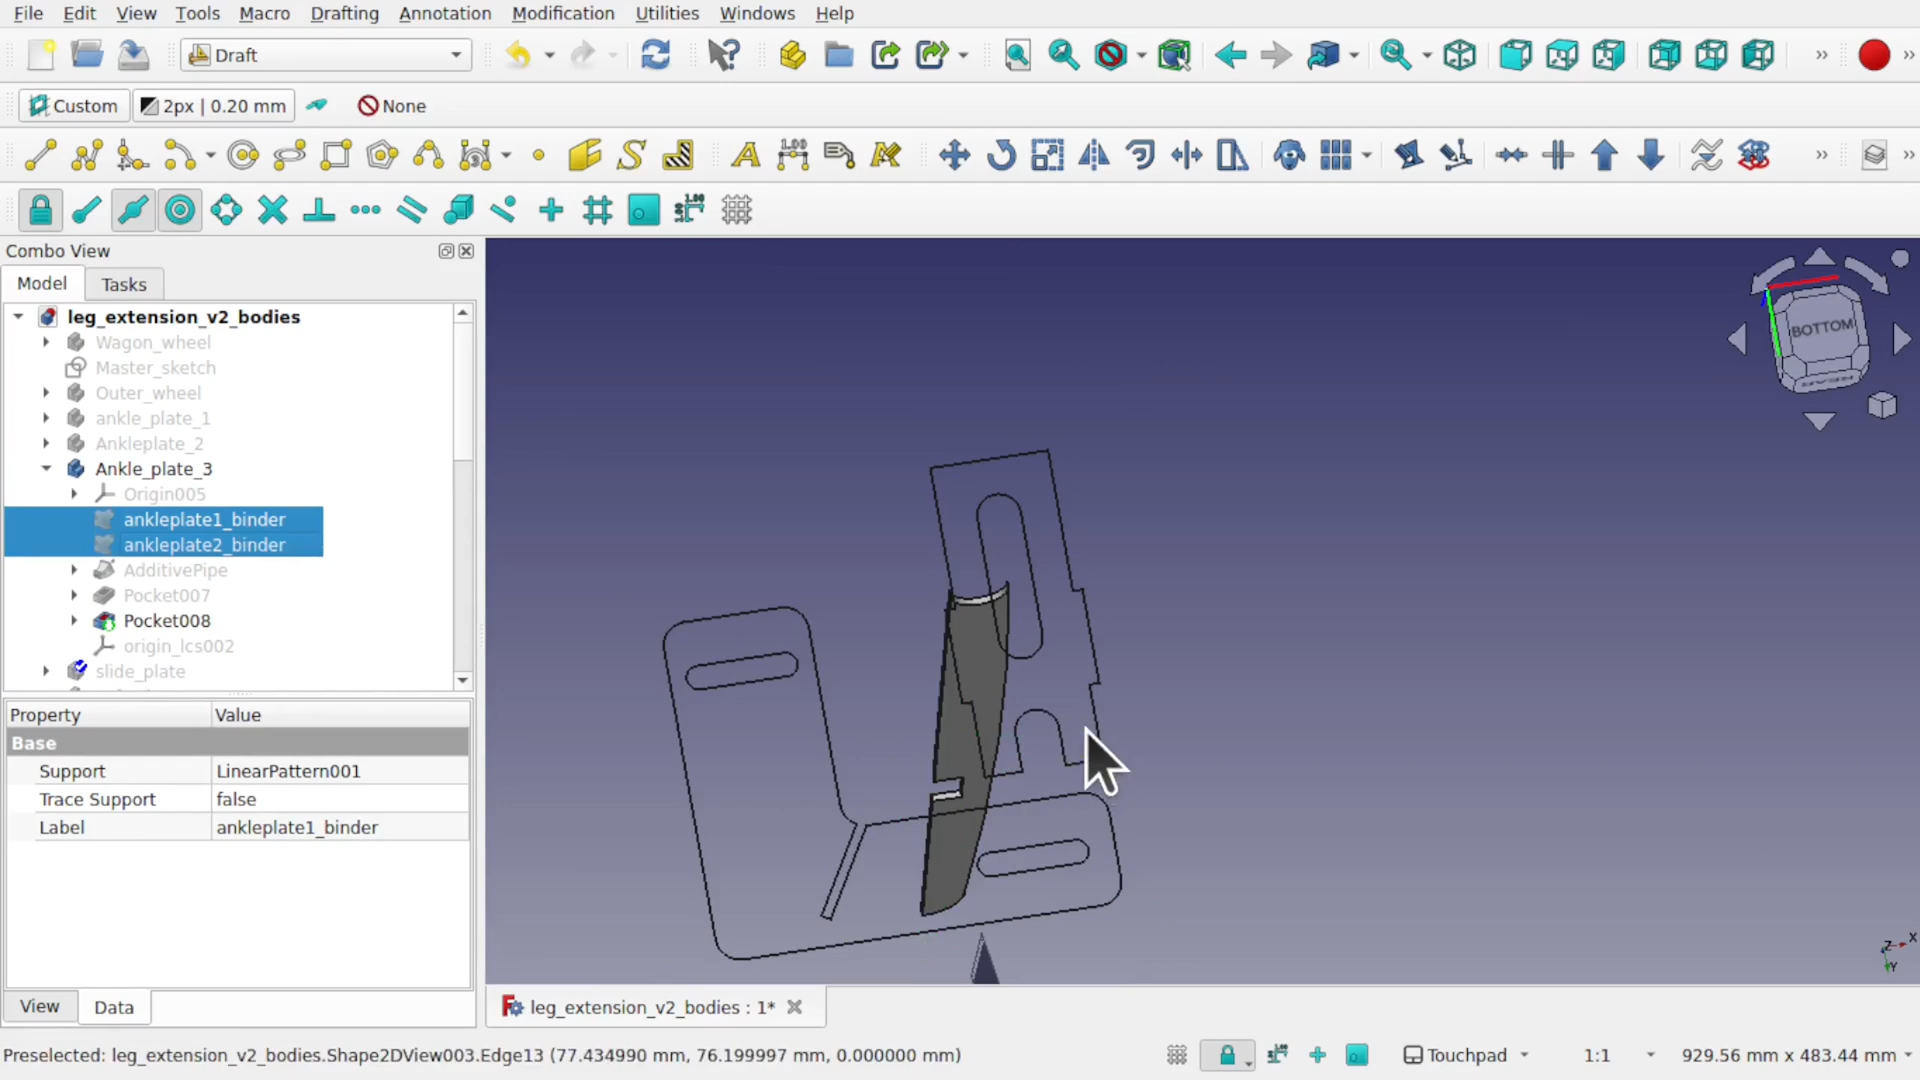 File Edit View Tools Macro Drafting Annotation Modification Utilities Windows Help
Draft
Custom 2px | 0.20 mm None
Combo View
Model Tasks
leg_extension_v2_bodies
Wagon_wheel
Master_sketch
Outer_wheel
ankle_plate_1
Ankleplate_2
Ankle_plate_3
Origin005
ankleplate1_binder
ankleplate2_binder
AdditivePipe
Pocket007
Pocket008
origin_lcs002
slide_plate
Property Value
Base
Support LinearPattern001
Trace Support false
Label ankleplate1_binder
View Data
BOTTOM
REAR
Z X
Y
leg_extension_v2_bodies : 1*
Preselected: leg_extension_v2_bodies.Shape2DView003.Edge13 (77.434990 mm, 76.199997 mm, 0.000000 mm)
Touchpad 1:1 929.56 mm x 483.44 mm